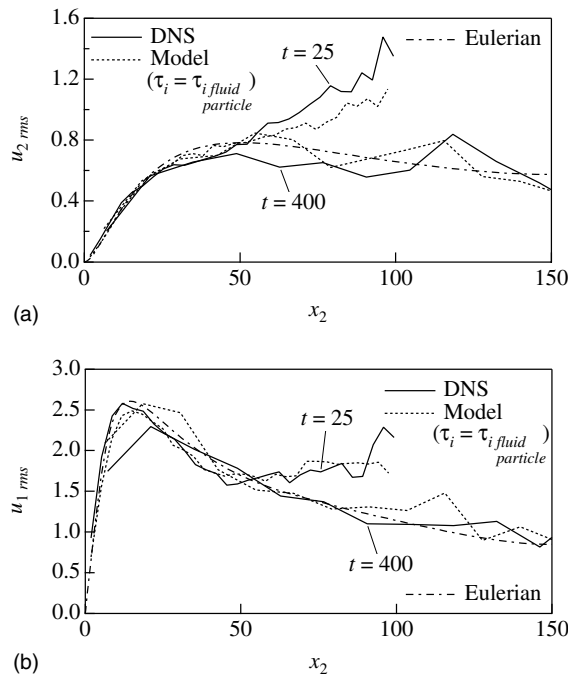 1.6
DNS
Model
(τi = τi fluid particle)
t = 25
Eulerian
1.2
u2 rms
0.8
0.4
t = 400
0.0
0 50 100 150
(a)
x2
3.0
DNS
Model
(τi = τi fluid particle)
2.5
t = 25
2.0
u1 rms
1.5
1.0
t = 400
0.5
Eulerian
0.0
0 50 100 150
(b)
x2